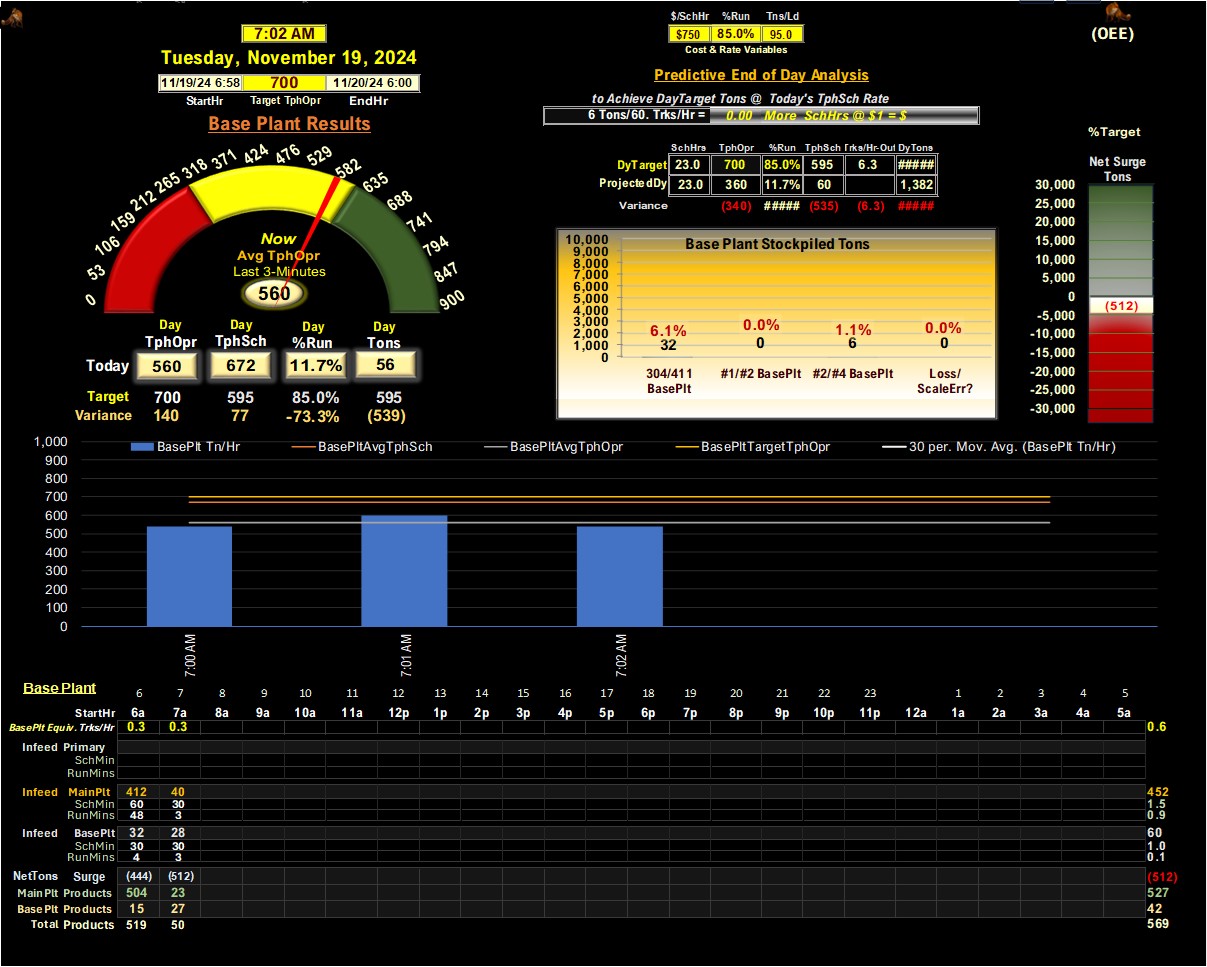 7:02 AM
Tuesday, November 19, 2024
11/19/24 6:58 700 11/20/24 6:00
StartHr Target TphOpr EndHr
Base Plant Results
0 53 106 159 212 265 318 371 424 476 529 582 635 688 741 794 847 900
Now
Avg TphOpr
Last 3-Minutes
560
Day Day Day Day
TphOpr TphSch %Run Tons
Today 560 672 11.7% 56
Target 700 595 85.0% 595
Variance 140 77 -73.3% (539)
$/SchHr %Run Tns/Ld
$750 85.0% 95.0
Cost & Rate Variables
Predictive End of Day Analysis
to Achieve DayTarget Tons @ Today's TphSch Rate
6 Tons/60. Trks/Hr = 0.00 More SchHrs @ $1 = $
SchHrs TphOpr %Run TphSch Trks/Hr-Out DyTons
DyTarget 23.0 700 85.0% 595 6.3 #####
ProjectedDy 23.0 360 11.7% 60 1,382
Variance (340) ##### (535) (6.3) #####
Base Plant Stockpiled Tons
10,000
9,000
8,000
7,000
6,000
5,000
4,000
3,000
2,000
1,000
0
6.1% 0.0% 1.1% 0.0%
32 0 6 0
304/411 BasePlt
#1/#2 BasePlt
#2/#4 BasePlt
Loss/ ScaleErr?
(OEE)
%Target
Net Surge
Tons
30,000
25,000
20,000
15,000
10,000
5,000
0
(512)
-5,000
-10,000
-15,000
-20,000
-25,000
-30,000
BasePlt Tn/Hr BasePltAvgTphSch BasePltAvgTphOpr BasePltTargetTphOpr 30 per. Mov. Avg. (BasePlt Tn/Hr)
1,000
900
800
700
600
500
400
300
200
100
0
7:00 AM 7:01 AM 7:02 AM
Base Plant
6 7 8 9 10 11 12 13 14 15 16 17 18 19 20 21 22 23 1 2 3 4 5
StartHr 6a 7a 8a 9a 10a 11a 12p 1p 2p 3p 4p 5p 6p 7p 8p 9p 10p 11p 12a 1a 2a 3a 4a 5a
BasePlt Equiv. Trks/Hr 0.3 0.3 0.6
Infeed Primary
SchMin
RunMins
Infeed MainPlt 412 40 452
SchMin 60 30 1.5
RunMins 48 3 0.9
Infeed BasePlt 32 28 60
SchMin 30 30 1.0
RunMins 4 3 0.1
NetTons Surge (444) (512) (512)
MainPlt Products 504 23 527
BasePlt Products 15 27 42
Total Products 519 50 569